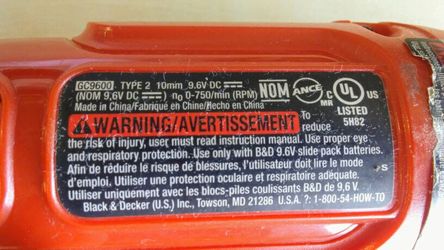 GC9600 TYPE 2 10mm 9.6V DC ⎓ NOM ANCE C UL US
(NOM 9,6V DC ⎓) n₀ 0-750/min (RPM) MR LISTED
Made in China/Fabriqué en Chine/Hecho en China 5H82
⚠WARNING/AVERTISSEMENT To reduce
the risk of injury, user must read instruction manual. Use proper eye
and respiratory protection. Use only with B&D 9.6V slide pack batteries.
Afin de réduire le risque de blessures, l'utilisateur doit lire le mode
d'emploi. Utiliser une protection oculaire et respiratoire adéquate.
Utiliser uniquement avec les blocs-piles coulissants B&D de 9,6 V.
Black & Decker (U.S.) Inc., Towson, MD 21286 U.S.A. ?: 1-800-54-HOW-TO